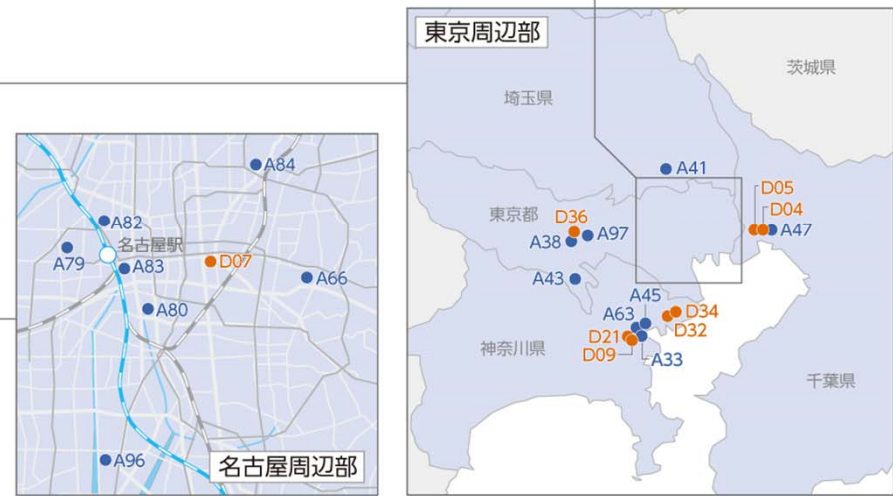 東京周辺部
茨城県
埼玉県
A41
D05
D04
A47
東京都
D36
A97
A38
A43
A45
A63
D34
D32
D21
D09
A33
神奈川県
千葉県
A84
A82
名古屋駅
A79
A83
D07
A66
A80
A96
名古屋周辺部